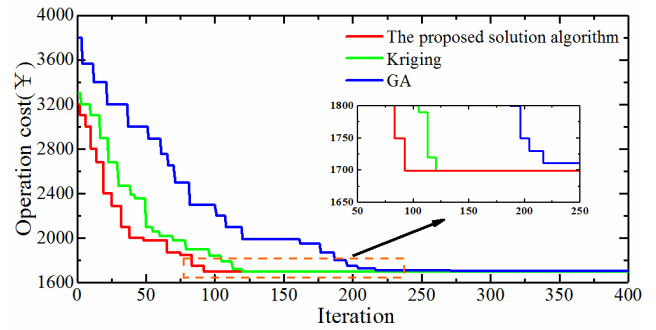 4000
3600
3200
2800
2400
2000
1600
Operation cost(¥)
The proposed solution algorithm
Kriging
GA
1800
1750
1700
1650
50 100 150 200 250
0 50 100 150 200 250 300 350 400
Iteration